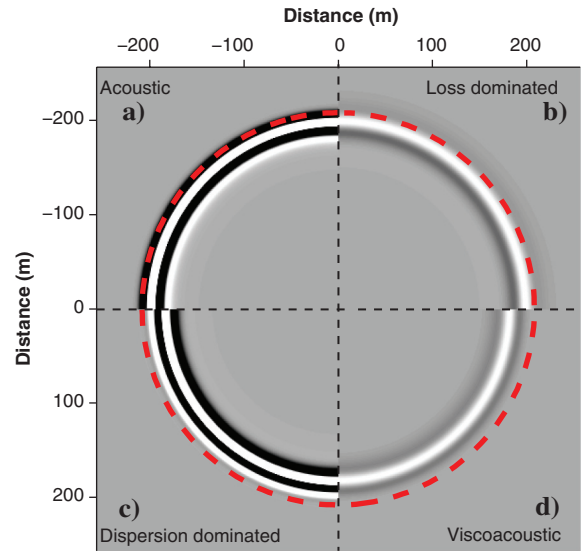 Distance (m)
−200 −100 0 100 200
Acoustic Loss dominated
a) b)
−200
−100
0
100
200
Distance (m)
c) d)
Dispersion dominated Viscoacoustic